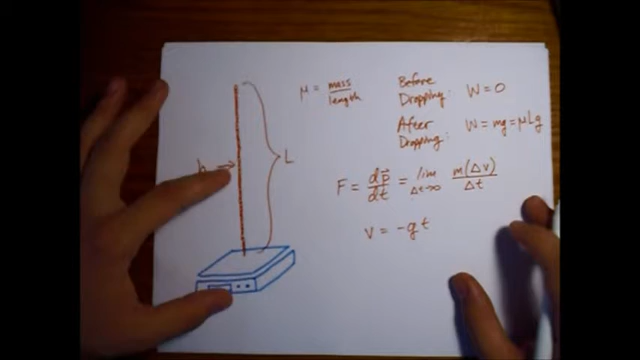 μ = mass/length
Before Dropping: W = 0
After Dropping: W = mg = μLg
L
h
F = dp⃗/dt = lim Δt→0 m(Δv)/Δt
v = -gt